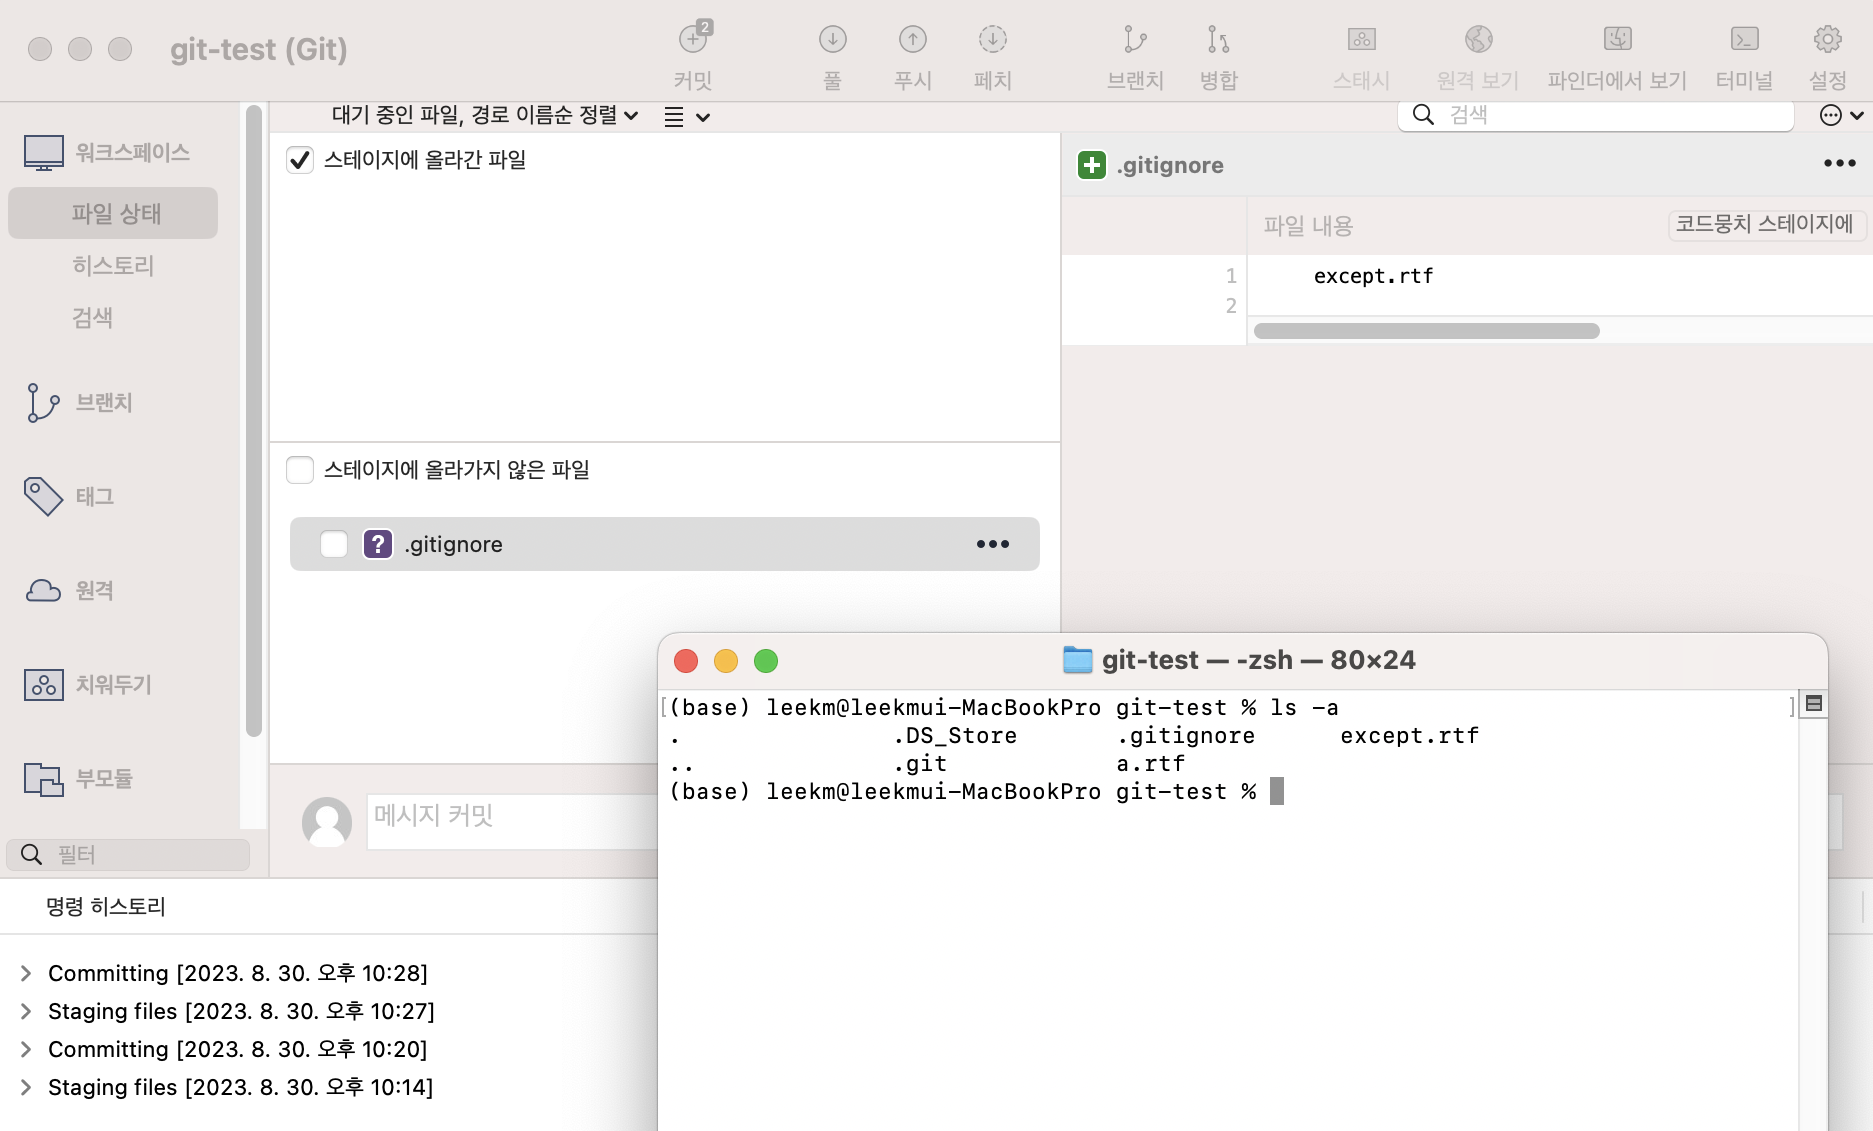 git-test (Git)
2
커밋
풀
푸시
페치
브랜치
병합
스태시
원격 보기
파인더에서 보기
터미널
설정
대기 중인 파일, 경로 이름순 정렬
검색
워크스페이스
파일 상태
히스토리
검색
브랜치
태그
원격
치워두기
부모듈
필터
스테이지에 올라간 파일
스테이지에 올라가지 않은 파일
? .gitignore
.gitignore
파일 내용
코드뭉치 스테이지에
1 except.rtf
2
메시지 커밋
명령 히스토리
Committing [2023. 8. 30. 오후 10:28]
Staging files [2023. 8. 30. 오후 10:27]
Committing [2023. 8. 30. 오후 10:20]
Staging files [2023. 8. 30. 오후 10:14]
git-test — -zsh — 80×24
[(base) leekm@leekmui-MacBookPro git-test % ls -a ]
. .DS_Store .gitignore except.rtf
.. .git a.rtf
(base) leekm@leekmui-MacBookPro git-test %